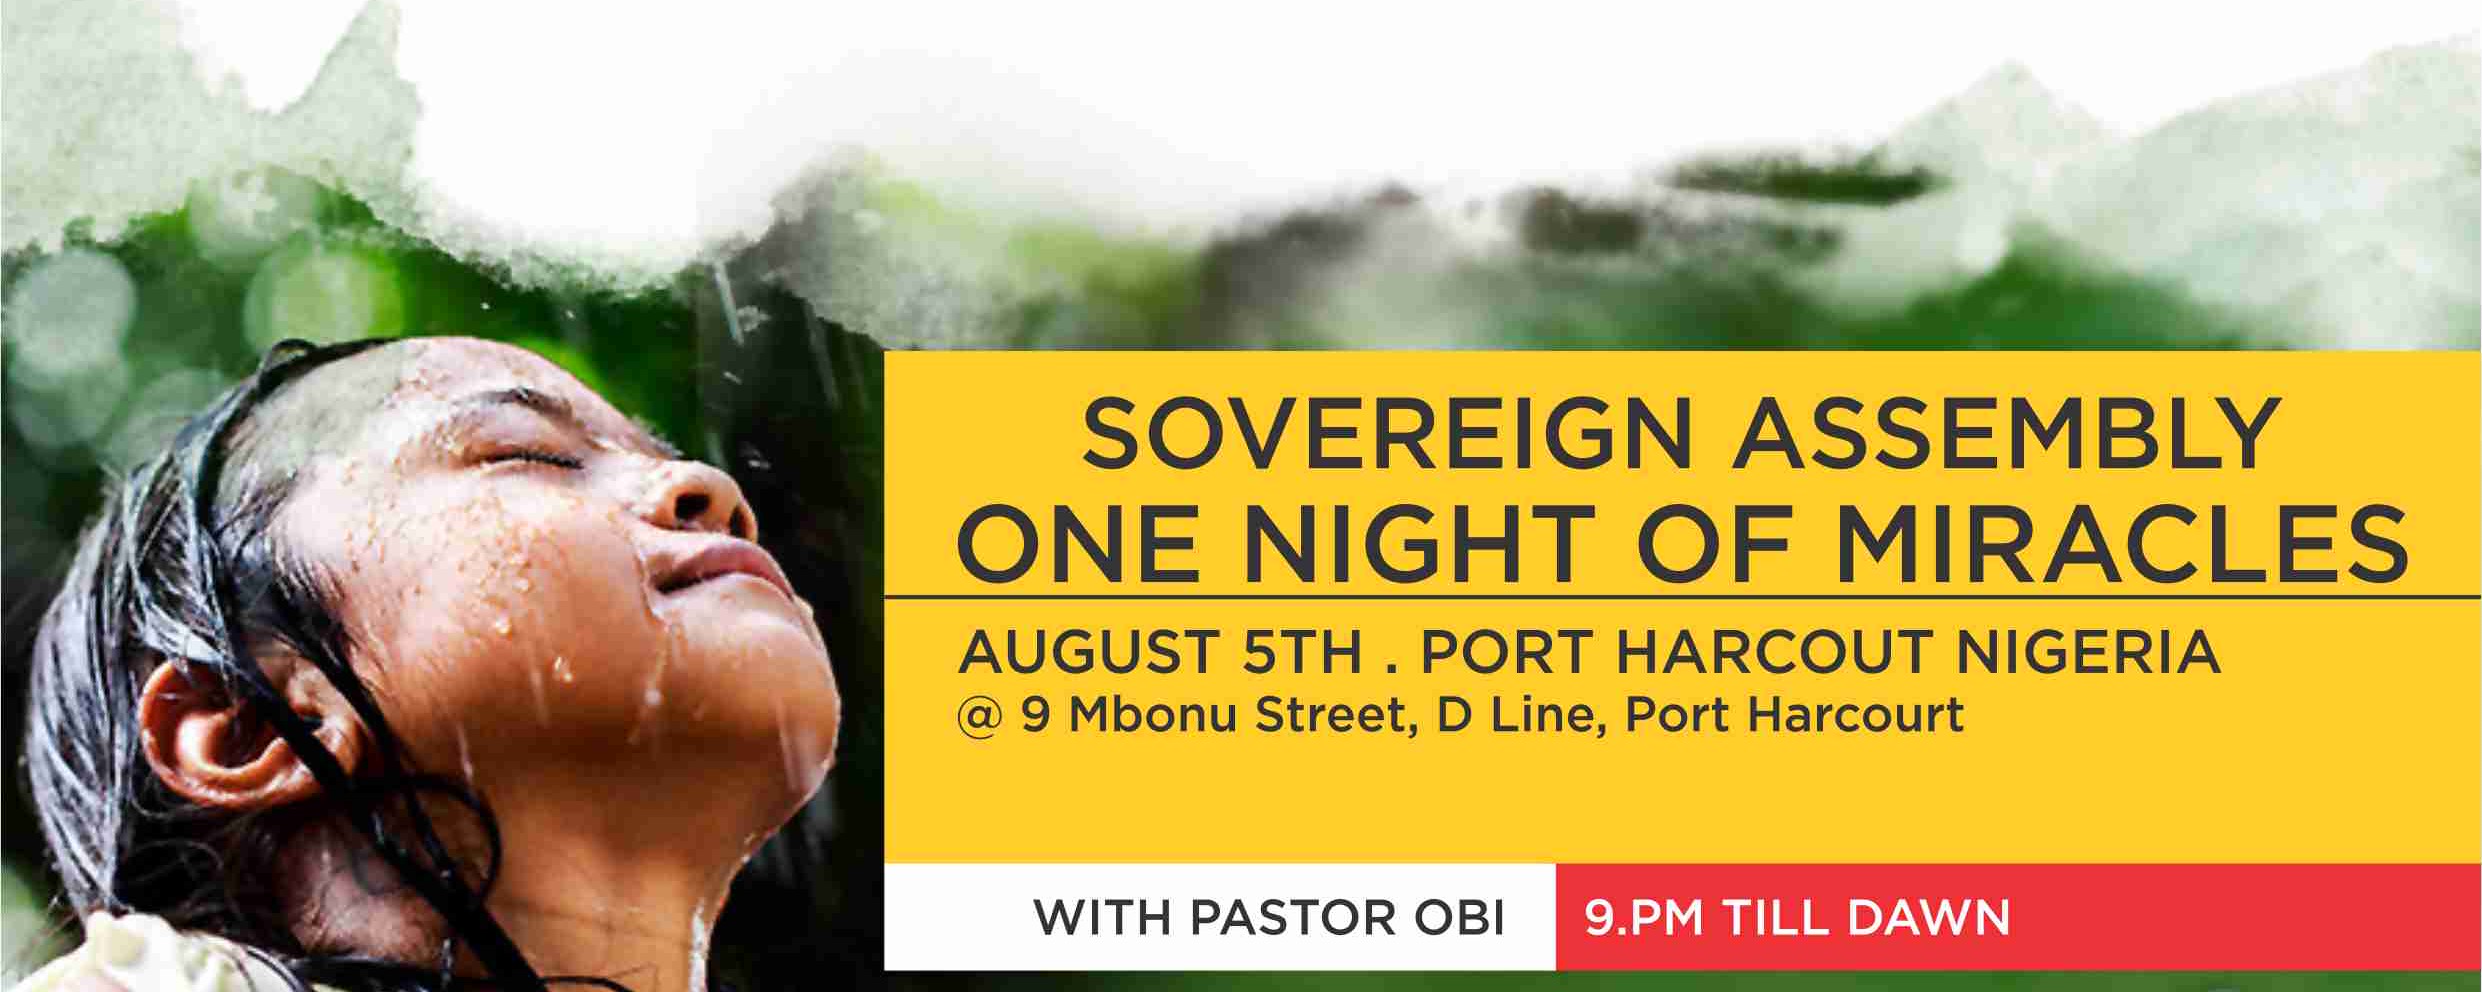 SOVEREIGN ASSEMBLY
ONE NIGHT OF MIRACLES
AUGUST 5TH . PORT HARCOUT NIGERIA
@ 9 Mbonu Street, D Line, Port Harcourt
WITH PASTOR OBI
9.PM TILL DAWN